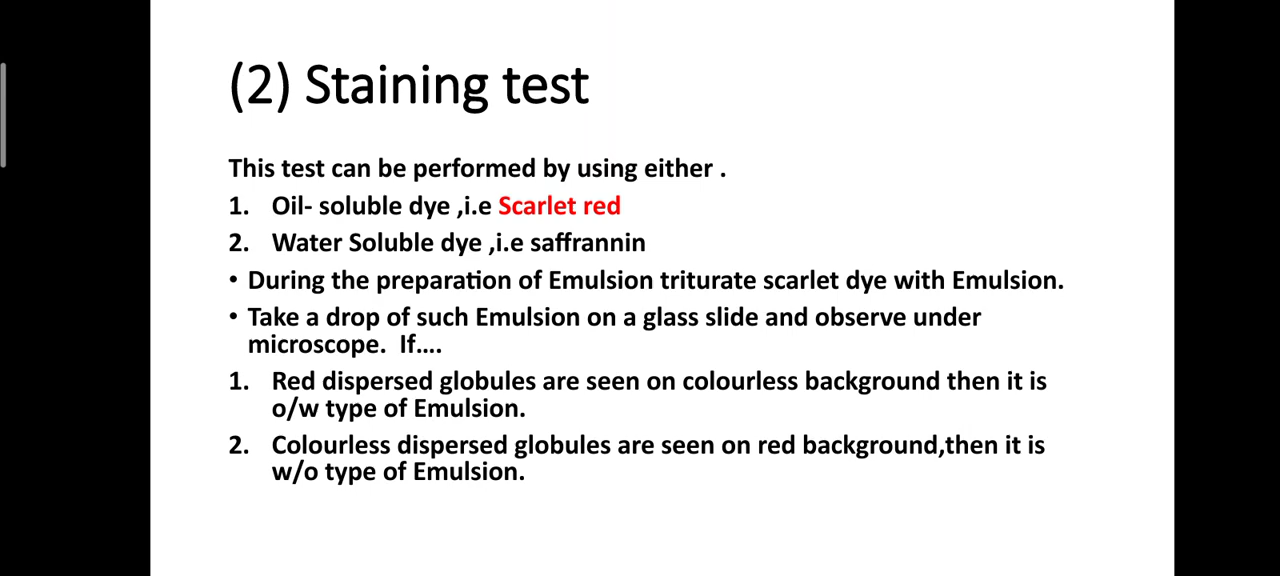 (2) Staining test
This test can be performed by using either .
1. Oil- soluble dye ,i.e Scarlet red
2. Water Soluble dye ,i.e saffrannin
• During the preparation of Emulsion triturate scarlet dye with Emulsion.
• Take a drop of such Emulsion on a glass slide and observe under
microscope. If....
1. Red dispersed globules are seen on colourless background then it is
o/w type of Emulsion.
2. Colourless dispersed globules are seen on red background,then it is
w/o type of Emulsion.